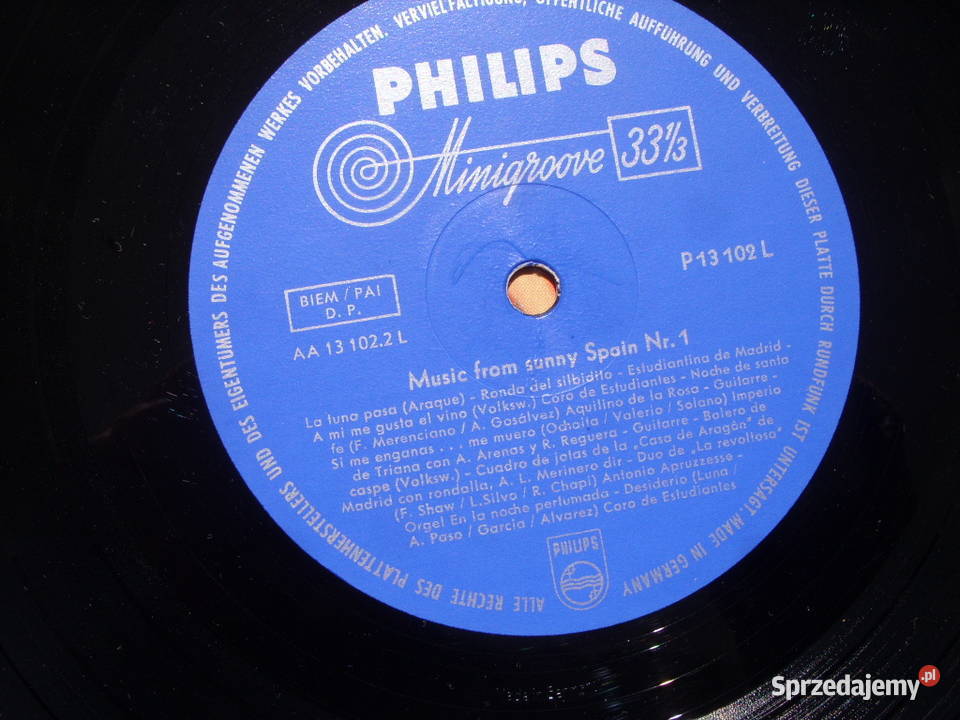 ALLE RECHTE DES PLATTENHERSTELLERS UND DES EIGENTÜMERS DES AUFGENOMMENEN WERKES VORBEHALTEN. VERVIELFÄLTIGUNG, ÖFFENTLICHE AUFFÜHRUNG UND VERBREITUNG DIESER PLATTE DURCH RUNDFUNK IST UNTERSAGT. MADE IN GERMANY
PHILIPS
Minigroove 33⅓
P 13 102 L
BIEM / PAI
D. P.
AA 13 102.2 L
Music from sunny Spain Nr. 1
La tuna pasa (Araque) - Ronda del silbidito - Estudiantina de Madrid -
A mi me gusta el vino (Volksw.) Coro de Estudiantes - Noche de santa
fe (F. Merenciano / A. Gosálvez) Aquilino de la Rosa - Guitarre -
Si me enganas . . me muero (Ochaita / Valerio / Solano) Imperio
de Triana con A. Arenas y R. Reguera - Guitarre - Bolero de
caspe (Volksw.) - Cuadro de jotas de la „Casa de Aragón" de
Madrid con rondalla, A. L. Merinero dir - Duo de „La revoltosa"
(F. Shaw / L. Silva / R. Chapi) Antonio Apruzzese -
Orgel En la noche perfumada - Desiderio (Luna /
A. Paso / Garcia / Alvarez) Coro de Estudiantes
PHILIPS
Sprzedajemy.pl